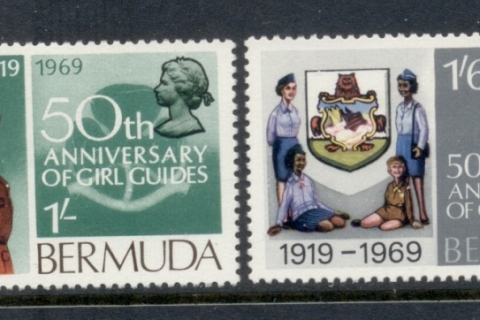 19 1969
50th
ANNIVERSARY
OF GIRL GUIDES
1/-
BERMUDA
1'6
50
AN
OF G
1919-1969
BE